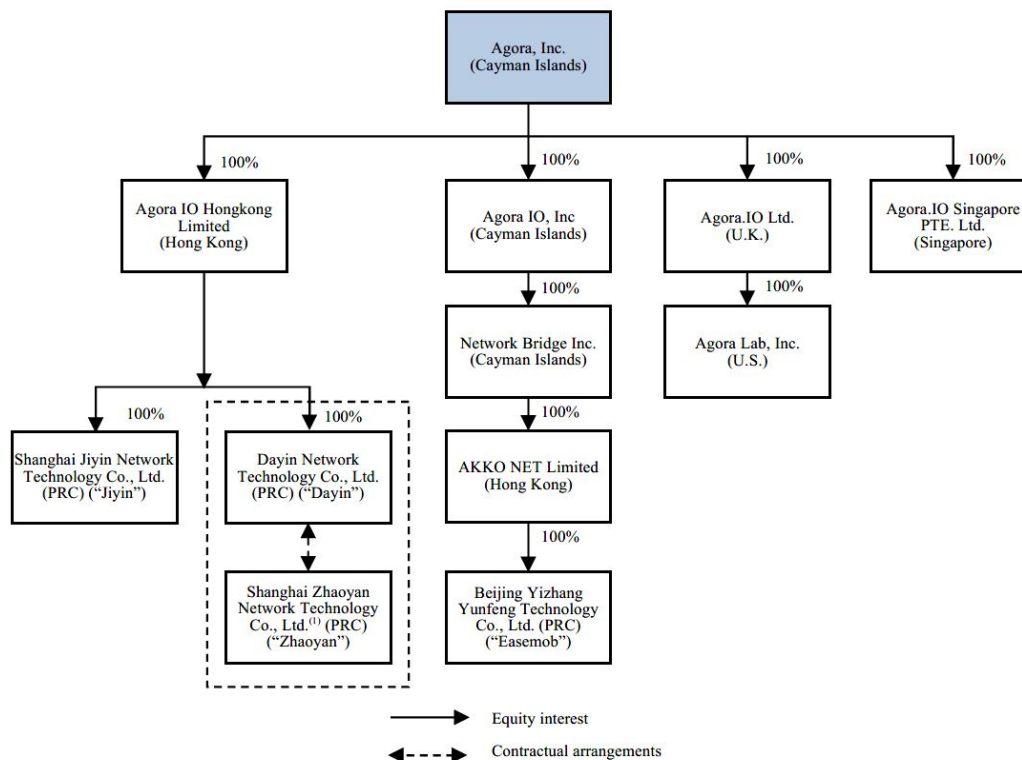 Agora, Inc.
(Cayman Islands)
100%
100%
100%
100%
Agora IO Hongkong
Limited
(Hong Kong)
Agora IO, Inc
(Cayman Islands)
Agora.IO Ltd.
(U.K.)
Agora.IO Singapore
PTE. Ltd.
(Singapore)
100%
100%
Network Bridge Inc.
(Cayman Islands)
Agora Lab, Inc.
(U.S.)
100%
100%
100%
Shanghai Jiyin Network
Technology Co., Ltd.
(PRC) (“Jiyin”)
Dayin Network
Technology Co., Ltd.
(PRC) (“Dayin”)
AKKO NET Limited
(Hong Kong)
100%
Shanghai Zhaoyan
Network Technology
Co., Ltd.(1) (PRC)
(“Zhaoyan”)
Beijing Yizhang
Yunfeng Technology
Co., Ltd. (PRC)
(“Easemob”)
Equity interest
Contractual arrangements